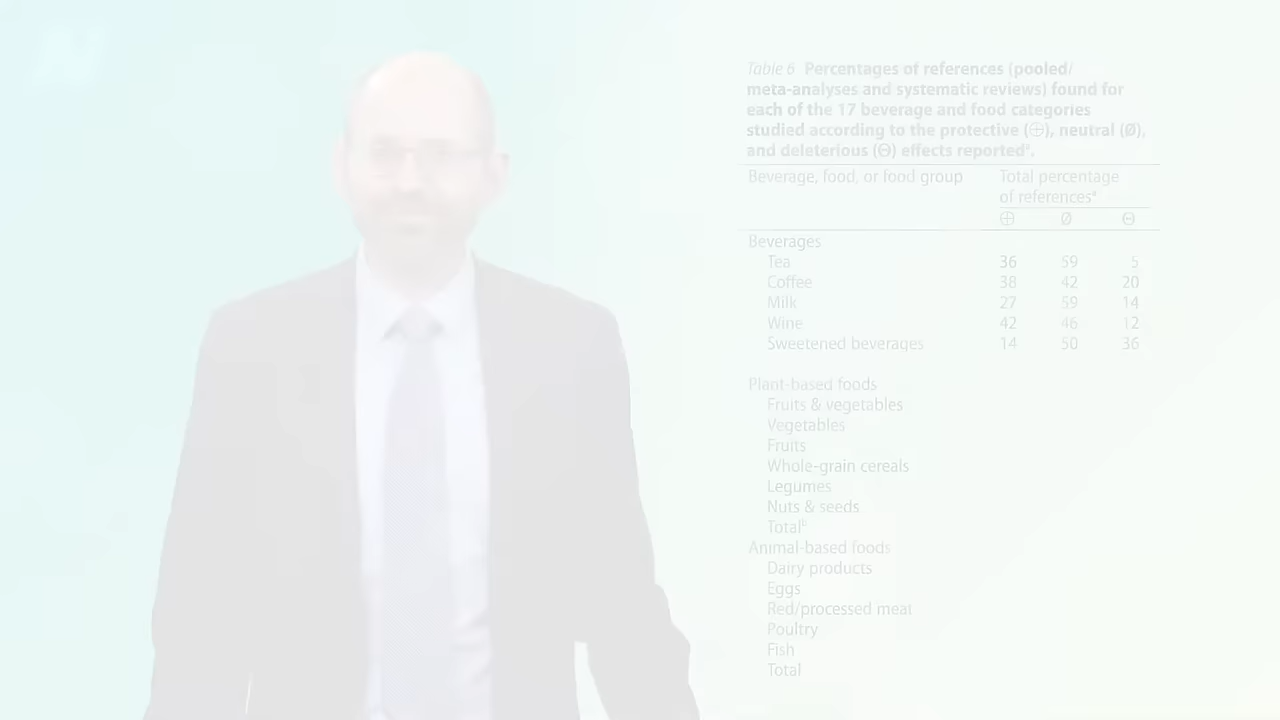 Table 6 Percentages of references (pooled/
meta-analyses and systematic reviews) found for
each of the 17 beverage and food categories
studied according to the protective (⊕), neutral (Ø),
and deleterious (⊖) effects reportedᵃ.
Beverage, food, or food group Total percentage
of referencesᵃ
⊕ Ø ⊖
Beverages
Tea 36 59 5
Coffee 38 42 20
Milk 27 59 14
Wine 42 46 12
Sweetened beverages 14 50 36
Plant-based foods
Fruits & vegetables
Vegetables
Fruits
Whole-grain cereals
Legumes
Nuts & seeds
Totalᵇ
Animal-based foods
Dairy products
Eggs
Red/processed meat
Poultry
Fish
Total